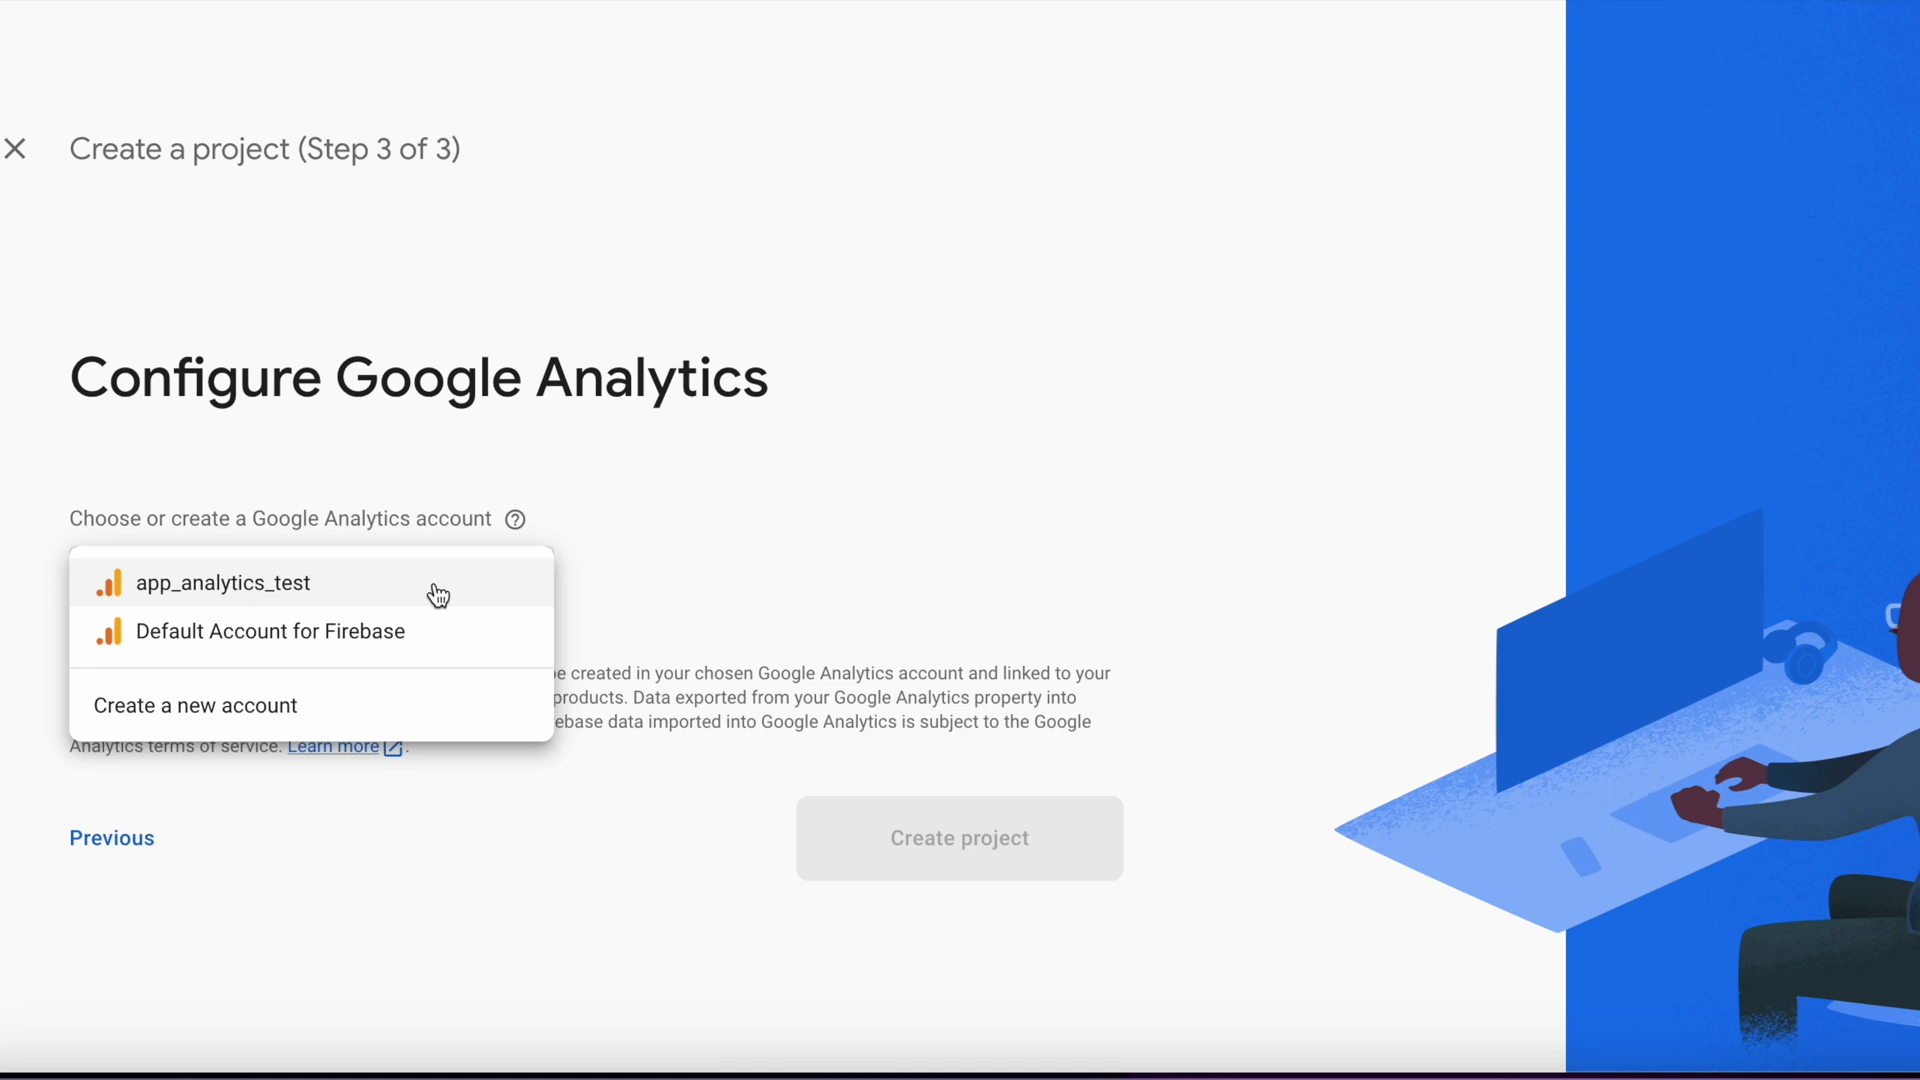 Create a project (Step 3 of 3)
Configure Google Analytics
Choose or create a Google Analytics account
app_analytics_test
Default Account for Firebase
Create a new account
be created in your chosen Google Analytics account and linked to your
products. Data exported from your Google Analytics property into
ebase data imported into Google Analytics is subject to the Google
Analytics terms of service. Learn more.
Previous
Create project